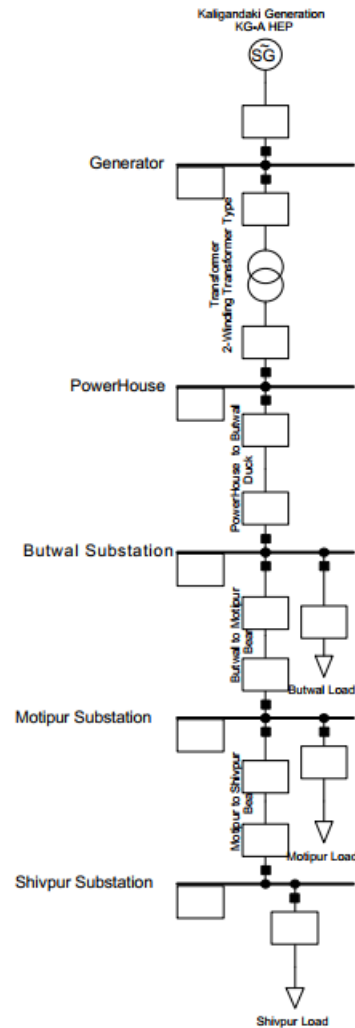 Kaligandaki Generation
KG-A HEP
SG
Generator
Transformer
2-Winding Transformer Type
PowerHouse
PowerHouse to Butwal
Duck
Butwal Substation
Butwal to Motipur
Bear
Butwal Load
Motipur Substation
Motipur to Shivpur
Bear
Motipur Load
Shivpur Substation
Shivpur Load